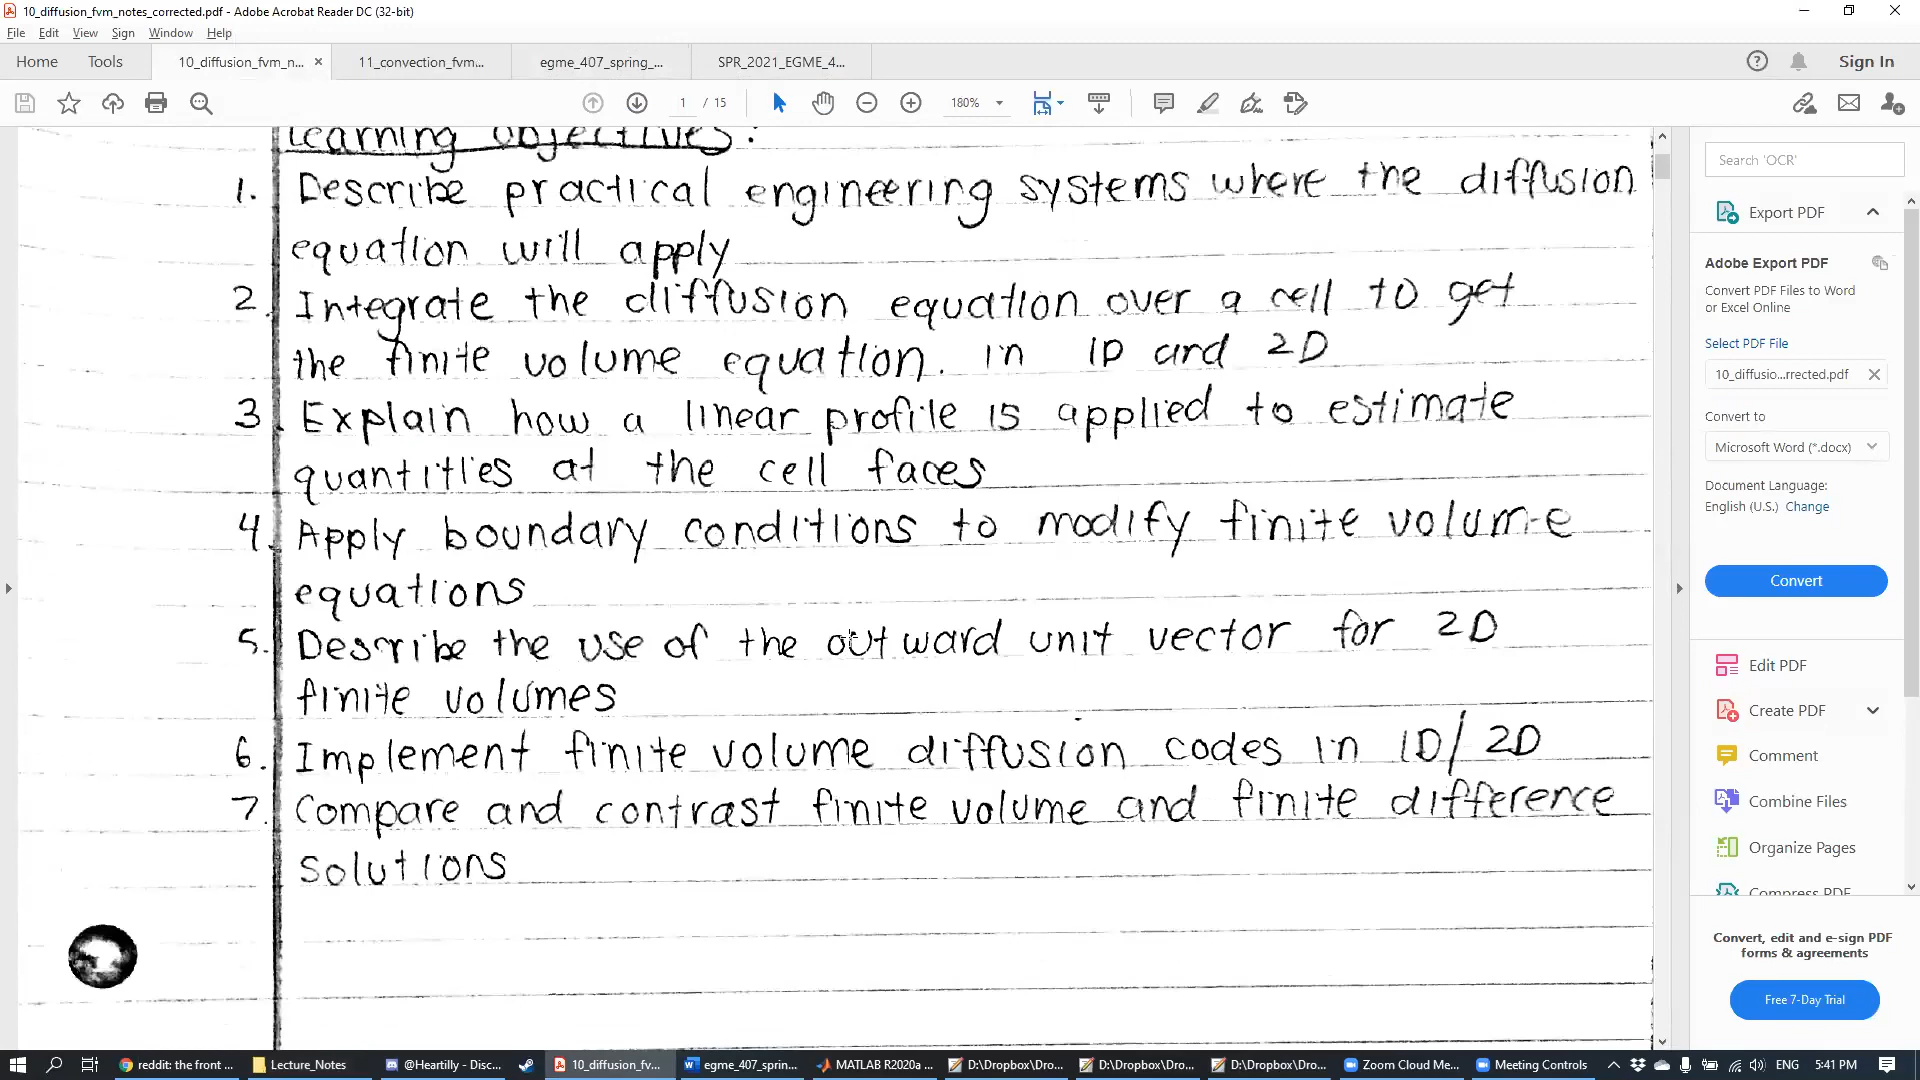 10_diffusion_fvm_notes_corrected.pdf - Adobe Acrobat Reader DC (32-bit)
File Edit View Sign Window Help
Home Tools 10_diffusion_fvm_n... 11_convection_fvm... egme_407_spring_... SPR_2021_EGME_4... Sign In
1 / 15 180%
Learning Objectives:
1. Describe practical engineering systems where the diffusion
equation will apply
2. Integrate the diffusion equation over a cell to get
the finite volume equation. in 1D and 2D
3. Explain how a linear profile is applied to estimate
quantities at the cell faces
4. Apply boundary conditions to modify finite volume
equations
5. Describe the use of the outward unit vector for 2D
finite volumes
6. Implement finite volume diffusion codes in 1D/2D
7. Compare and contrast finite volume and finite difference
solutions
Search 'OCR'
Export PDF
Adobe Export PDF
Convert PDF Files to Word
or Excel Online
Select PDF File
10_diffusio...rrected.pdf
Convert to
Microsoft Word (*.docx)
Document Language:
English (U.S.) Change
Convert
Edit PDF
Create PDF
Comment
Combine Files
Organize Pages
Compress PDF
Convert, edit and e-sign PDF
forms & agreements
Free 7-Day Trial
reddit: the front ... Lecture_Notes @Heartilly - Disc... 10_diffusion_fv... egme_407_sprin... MATLAB R2020a ... D:\Dropbox\Dro... D:\Dropbox\Dro... D:\Dropbox\Dro... Zoom Cloud Me... Meeting Controls ENG 5:41 PM